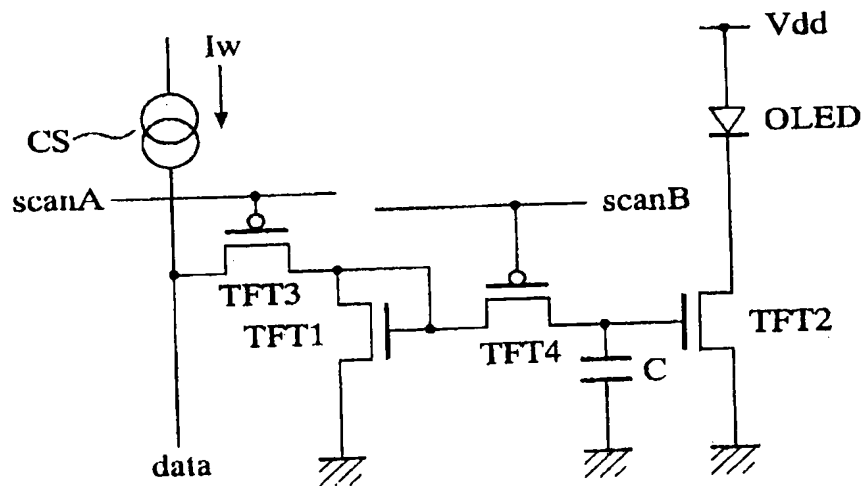 Iw
Vdd
CS
OLED
scanA
scanB
TFT3
TFT1
TFT4
C
TFT2
data